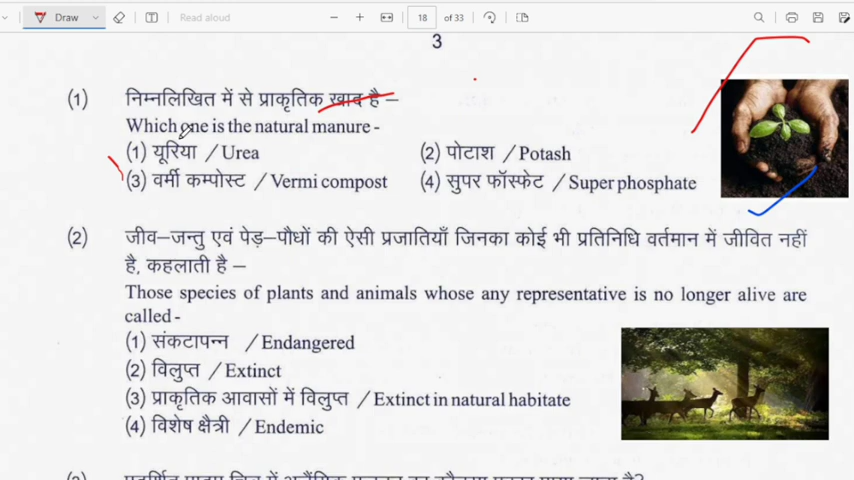 Draw
Read aloud
18 of 33
3
(1) निम्नलिखित में से प्राकृतिक खाद है –
Which one is the natural manure -
(1) यूरिया / Urea (2) पोटाश / Potash
(3) वर्मी कम्पोस्ट / Vermi compost (4) सुपर फॉस्फेट / Super phosphate
(2) जीव–जन्तु एवं पेड़–पौधों की ऐसी प्रजातियाँ जिनका कोई भी प्रतिनिधि वर्तमान में जीवित नहीं
है, कहलाती है –
Those species of plants and animals whose any representative is no longer alive are
called -
(1) संकटापन्न / Endangered
(2) विलुप्त / Extinct
(3) प्राकृतिक आवासों में विलुप्त / Extinct in natural habitate
(4) विशेष क्षैत्री / Endemic